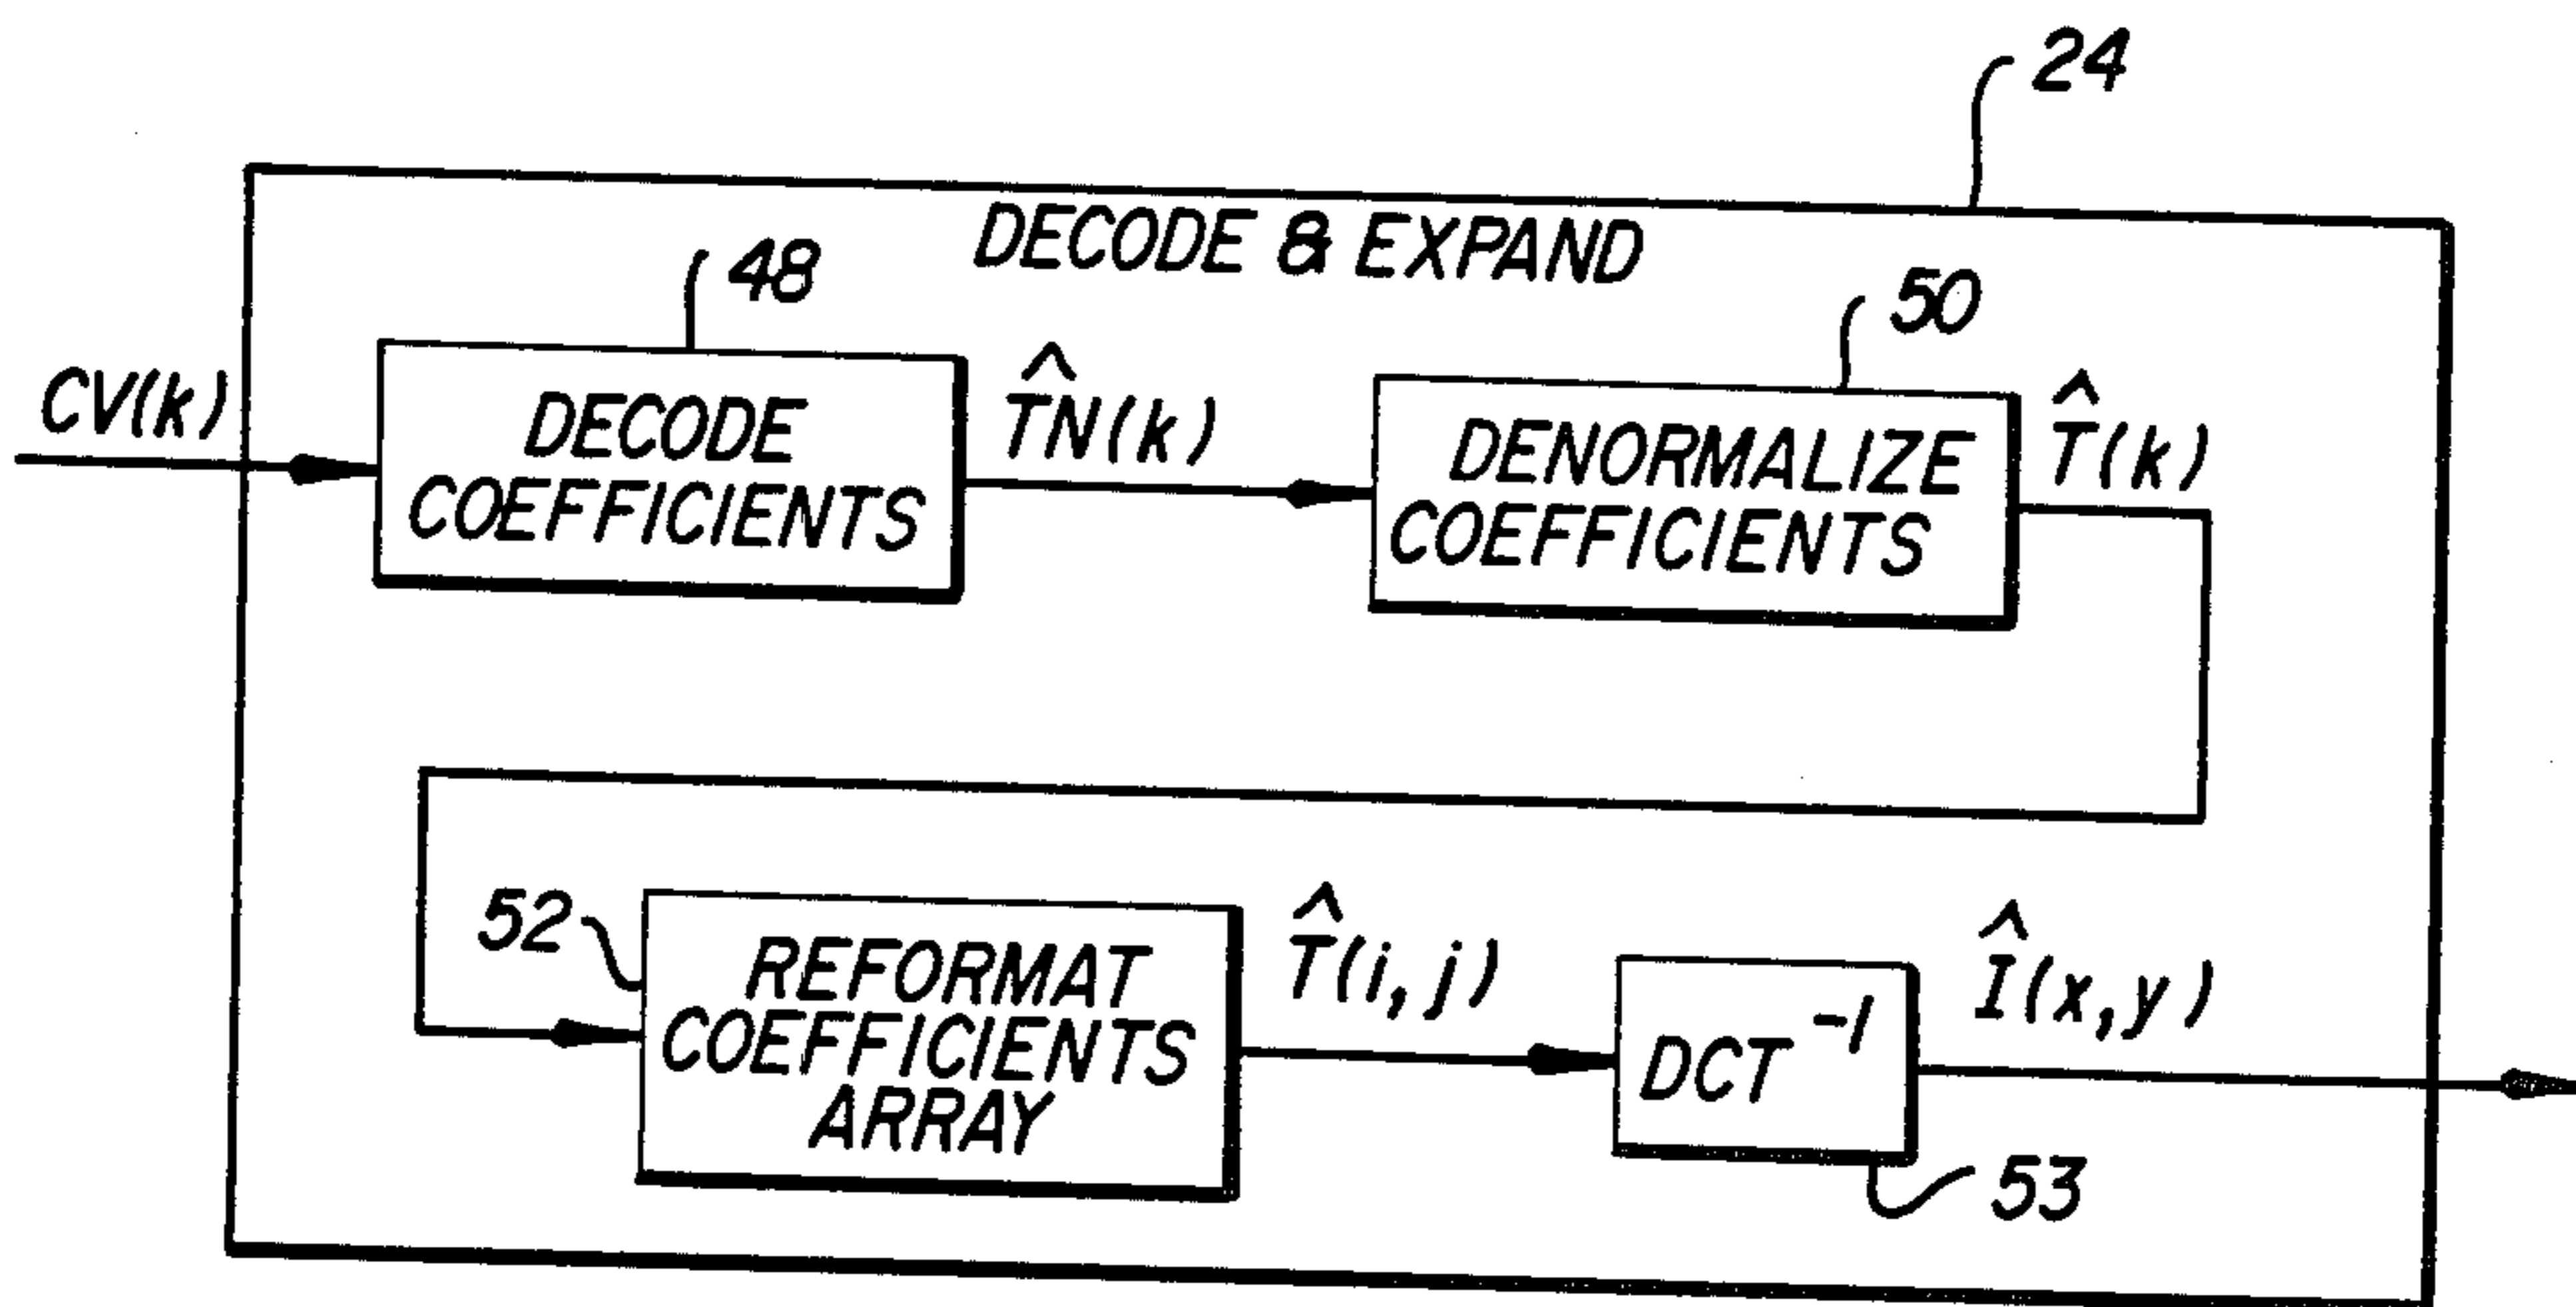 24
DECODE & EXPAND
48
50
CV(k)
DECODE
COEFFICIENTS
T̂N(k)
DENORMALIZE
COEFFICIENTS
T̂(k)
52
REFORMAT
COEFFICIENTS
ARRAY
T̂(i,j)
DCT⁻¹
Î(x,y)
53